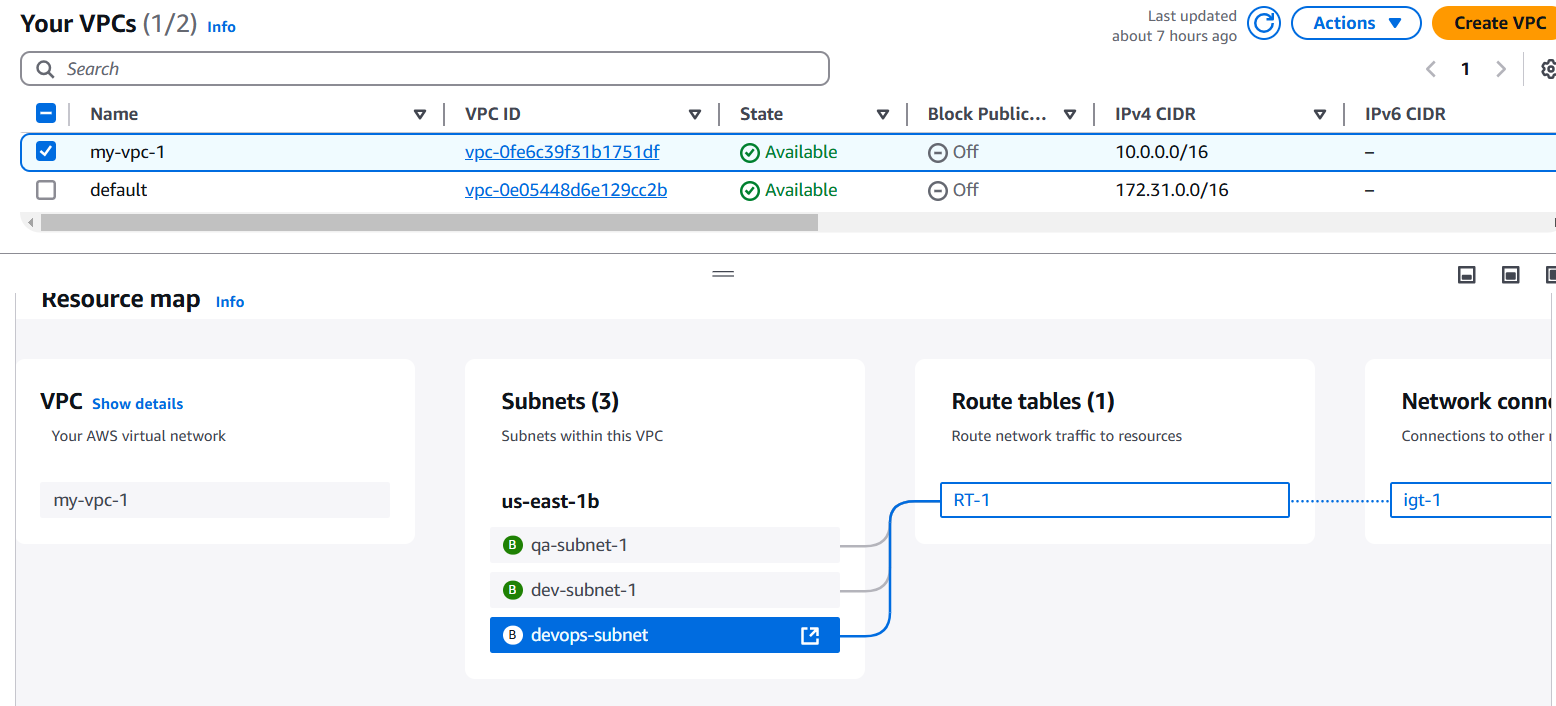 Your VPCs (1/2) Info
Last updated
about 7 hours ago
Actions
Create VPC
Search
1
Name VPC ID State Block Public... IPv4 CIDR IPv6 CIDR
my-vpc-1 vpc-0fe6c39f31b1751df Available Off 10.0.0.0/16 –
default vpc-0e05448d6e129cc2b Available Off 172.31.0.0/16 –
Resource map Info
VPC Show details
Your AWS virtual network
my-vpc-1
Subnets (3)
Subnets within this VPC
us-east-1b
B qa-subnet-1
B dev-subnet-1
B devops-subnet
Route tables (1)
Route network traffic to resources
RT-1
Network
Connections to other
igt-1